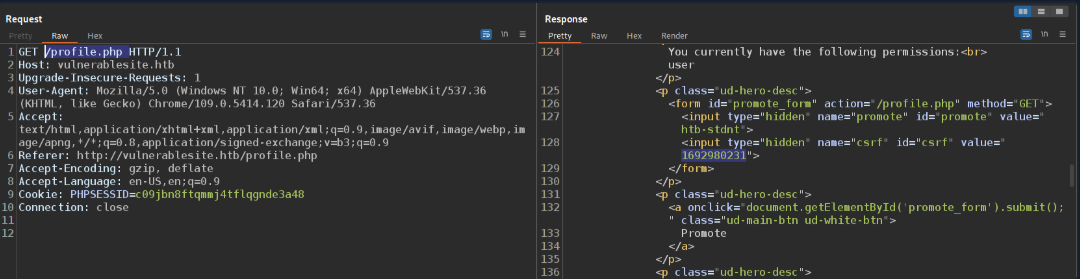 Request
Response
Pretty Raw Hex
\n
Pretty Raw Hex Render
\n
1 GET /profile.php HTTP/1.1
2 Host: vulnerablesite.htb
3 Upgrade-Insecure-Requests: 1
4 User-Agent: Mozilla/5.0 (Windows NT 10.0; Win64; x64) AppleWebKit/537.36
(KHTML, like Gecko) Chrome/109.0.5414.120 Safari/537.36
5 Accept:
text/html,application/xhtml+xml,application/xml;q=0.9,image/avif,image/webp,im
age/apng,*/*;q=0.8,application/signed-exchange;v=b3;q=0.9
6 Referer: http://vulnerablesite.htb/profile.php
7 Accept-Encoding: gzip, deflate
8 Accept-Language: en-US,en;q=0.9
9 Cookie: PHPSESSID=c09jbn8ftqmmj4tflqgnde3a48
10 Connection: close
11
12
124 You currently have the following permissions:<br>
user
</p>
125 <p class="ud-hero-desc">
126 <form id="promote_form" action="/profile.php" method="GET">
127 <input type="hidden" name="promote" id="promote" value="
htb-stdnt">
128 <input type="hidden" name="csrf" id="csrf" value="
1692980231">
129 </form>
130 </p>
131 <p class="ud-hero-desc">
132 <a onclick="document.getElementById('promote_form').submit();
" class="ud-main-btn ud-white-btn">
133 Promote
134 </a>
135 </p>
136 <p class="ud-hero-desc">